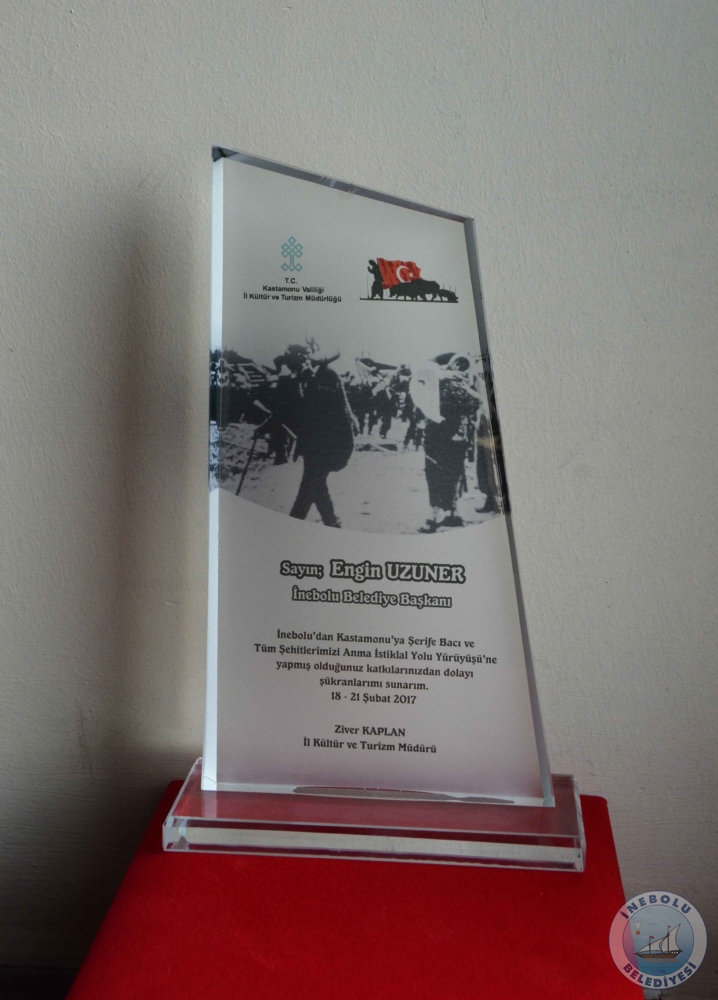 T.C.
Kastamonu Valiliği
İl Kültür ve Turizm Müdürlüğü
Sayın; Engin UZUNER
İnebolu Belediye Başkanı
İnebolu'dan Kastamonu'ya Şerife Bacı ve
Tüm Şehitlerimizi Anma İstiklal Yolu Yürüyüşü'ne
yapmış olduğunuz katkılarınızdan dolayı
şükranlarımı sunarım.
18 - 21 Şubat 2017
Ziver KAPLAN
İl Kültür ve Turizm Müdürü
İNEBOLU
BELEDİYESİ